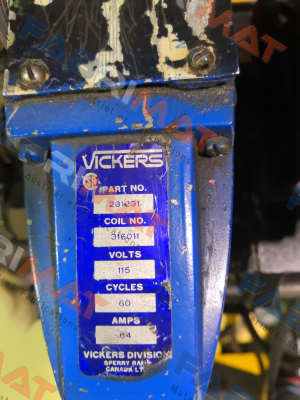 VICKERS
PART NO.
281291
COIL NO.
316011
VOLTS
115
CYCLES
60
AMPS
.64
VICKERS DIVISION
SPERRY RAND
CANADA LT
FAHRIMAT